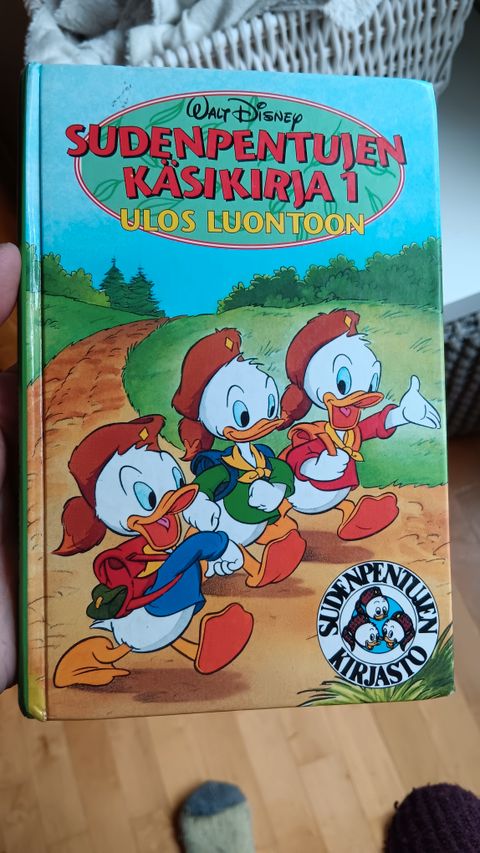 Walt Disney
SUDENPENTUJEN
KÄSIKIRJA 1
ULOS LUONTOON
SUDENPENTUJEN
KIRJASTO